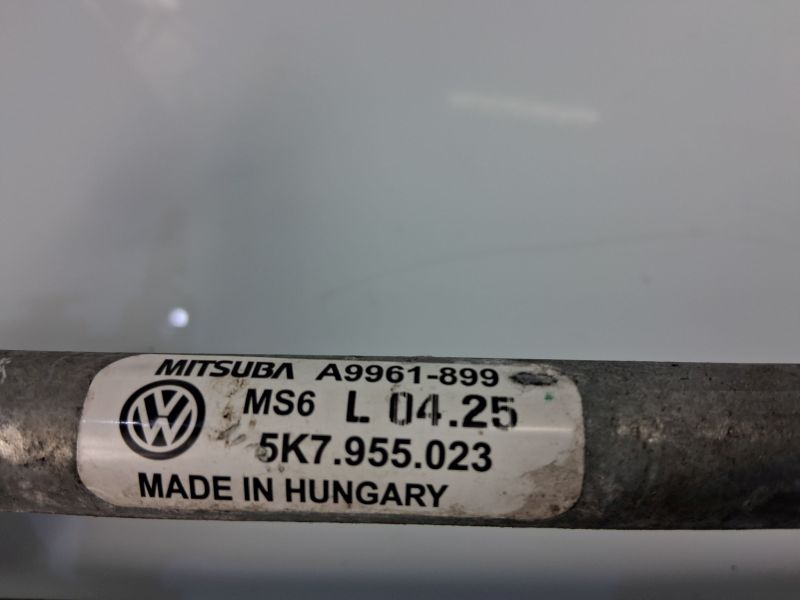 MITSUBA A9961-899
MS6 L 04.25
5K7.955.023
MADE IN HUNGARY